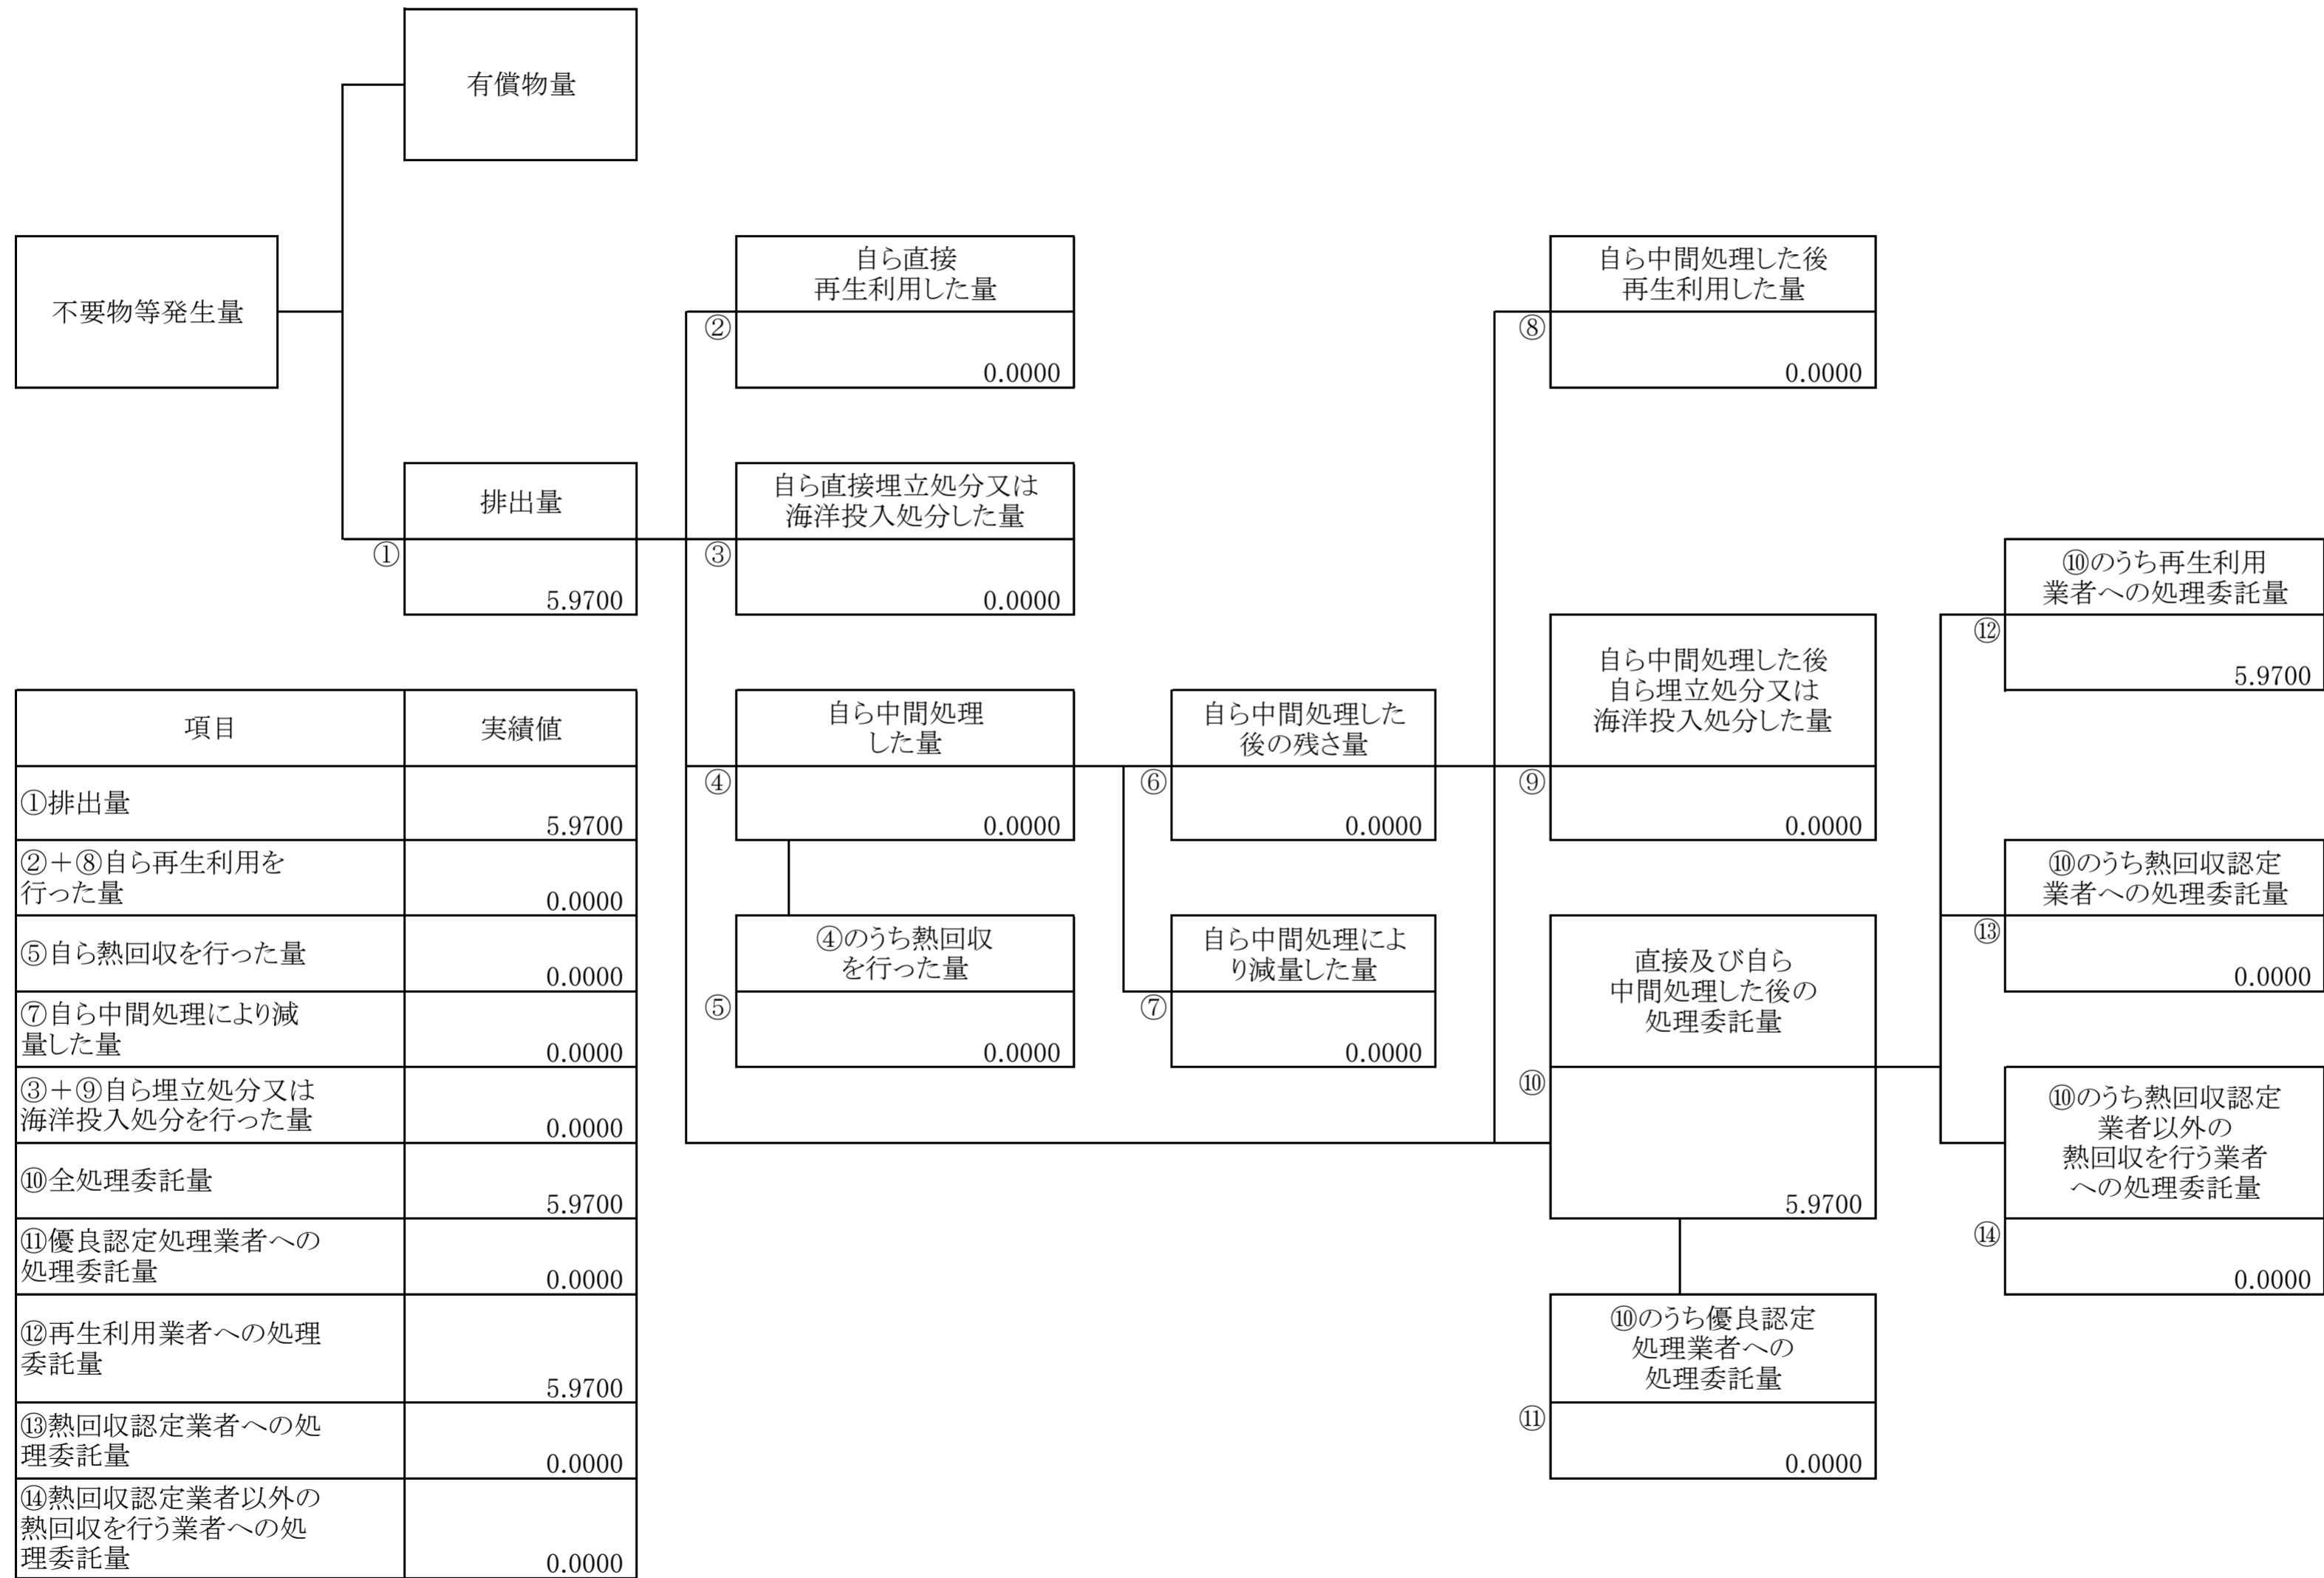 有償物量
不要物等発生量
自ら直接
再生利用した量
②
0.0000
自ら中間処理した後
再生利用した量
⑧
0.0000
排出量
①
5.9700
自ら直接埋立処分又は
海洋投入処分した量
③
0.0000
⑩のうち再生利用
業者への処理委託量
⑫
5.9700
自ら中間処理
した量
④
0.0000
自ら中間処理した
後の残さ量
⑥
0.0000
自ら中間処理した後
自ら埋立処分又は
海洋投入処分した量
⑨
0.0000
⑩のうち熱回収認定
業者への処理委託量
⑬
0.0000
④のうち熱回収
を行った量
⑤
0.0000
自ら中間処理によ
り減量した量
⑦
0.0000
直接及び自ら
中間処理した後の
処理委託量
⑩
5.9700
⑩のうち熱回収認定
業者以外の
熱回収を行う業者
への処理委託量
⑭
0.0000
⑩のうち優良認定
処理業者への
処理委託量
⑪
0.0000
項目 実績値
①排出量
5.9700
②+⑧自ら再生利用を
行った量
0.0000
⑤自ら熱回収を行った量
0.0000
⑦自ら中間処理により減
量した量
0.0000
③+⑨自ら埋立処分又は
海洋投入処分を行った量
0.0000
⑩全処理委託量
5.9700
⑪優良認定処理業者への
処理委託量
0.0000
⑫再生利用業者への処理
委託量
5.9700
⑬熱回収認定業者への処
理委託量
0.0000
⑭熱回収認定業者以外の
熱回収を行う業者への処
理委託量
0.0000